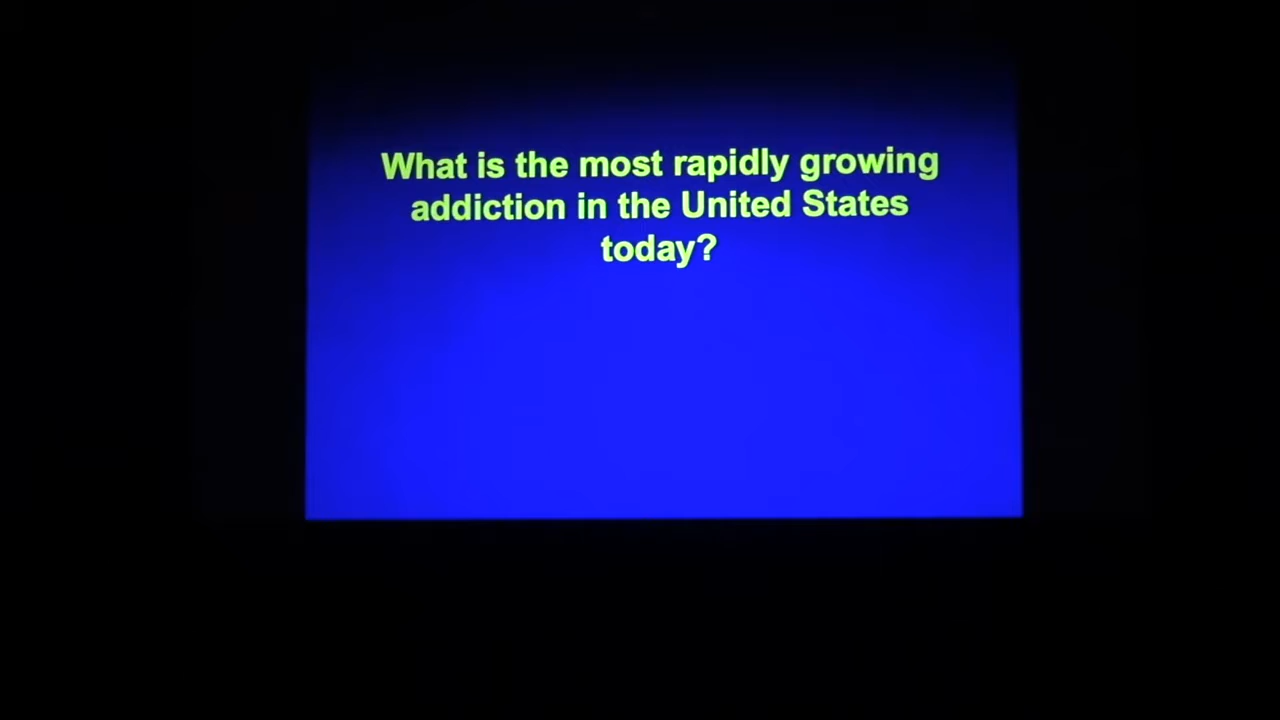 What is the most rapidly growing
addiction in the United States
today?